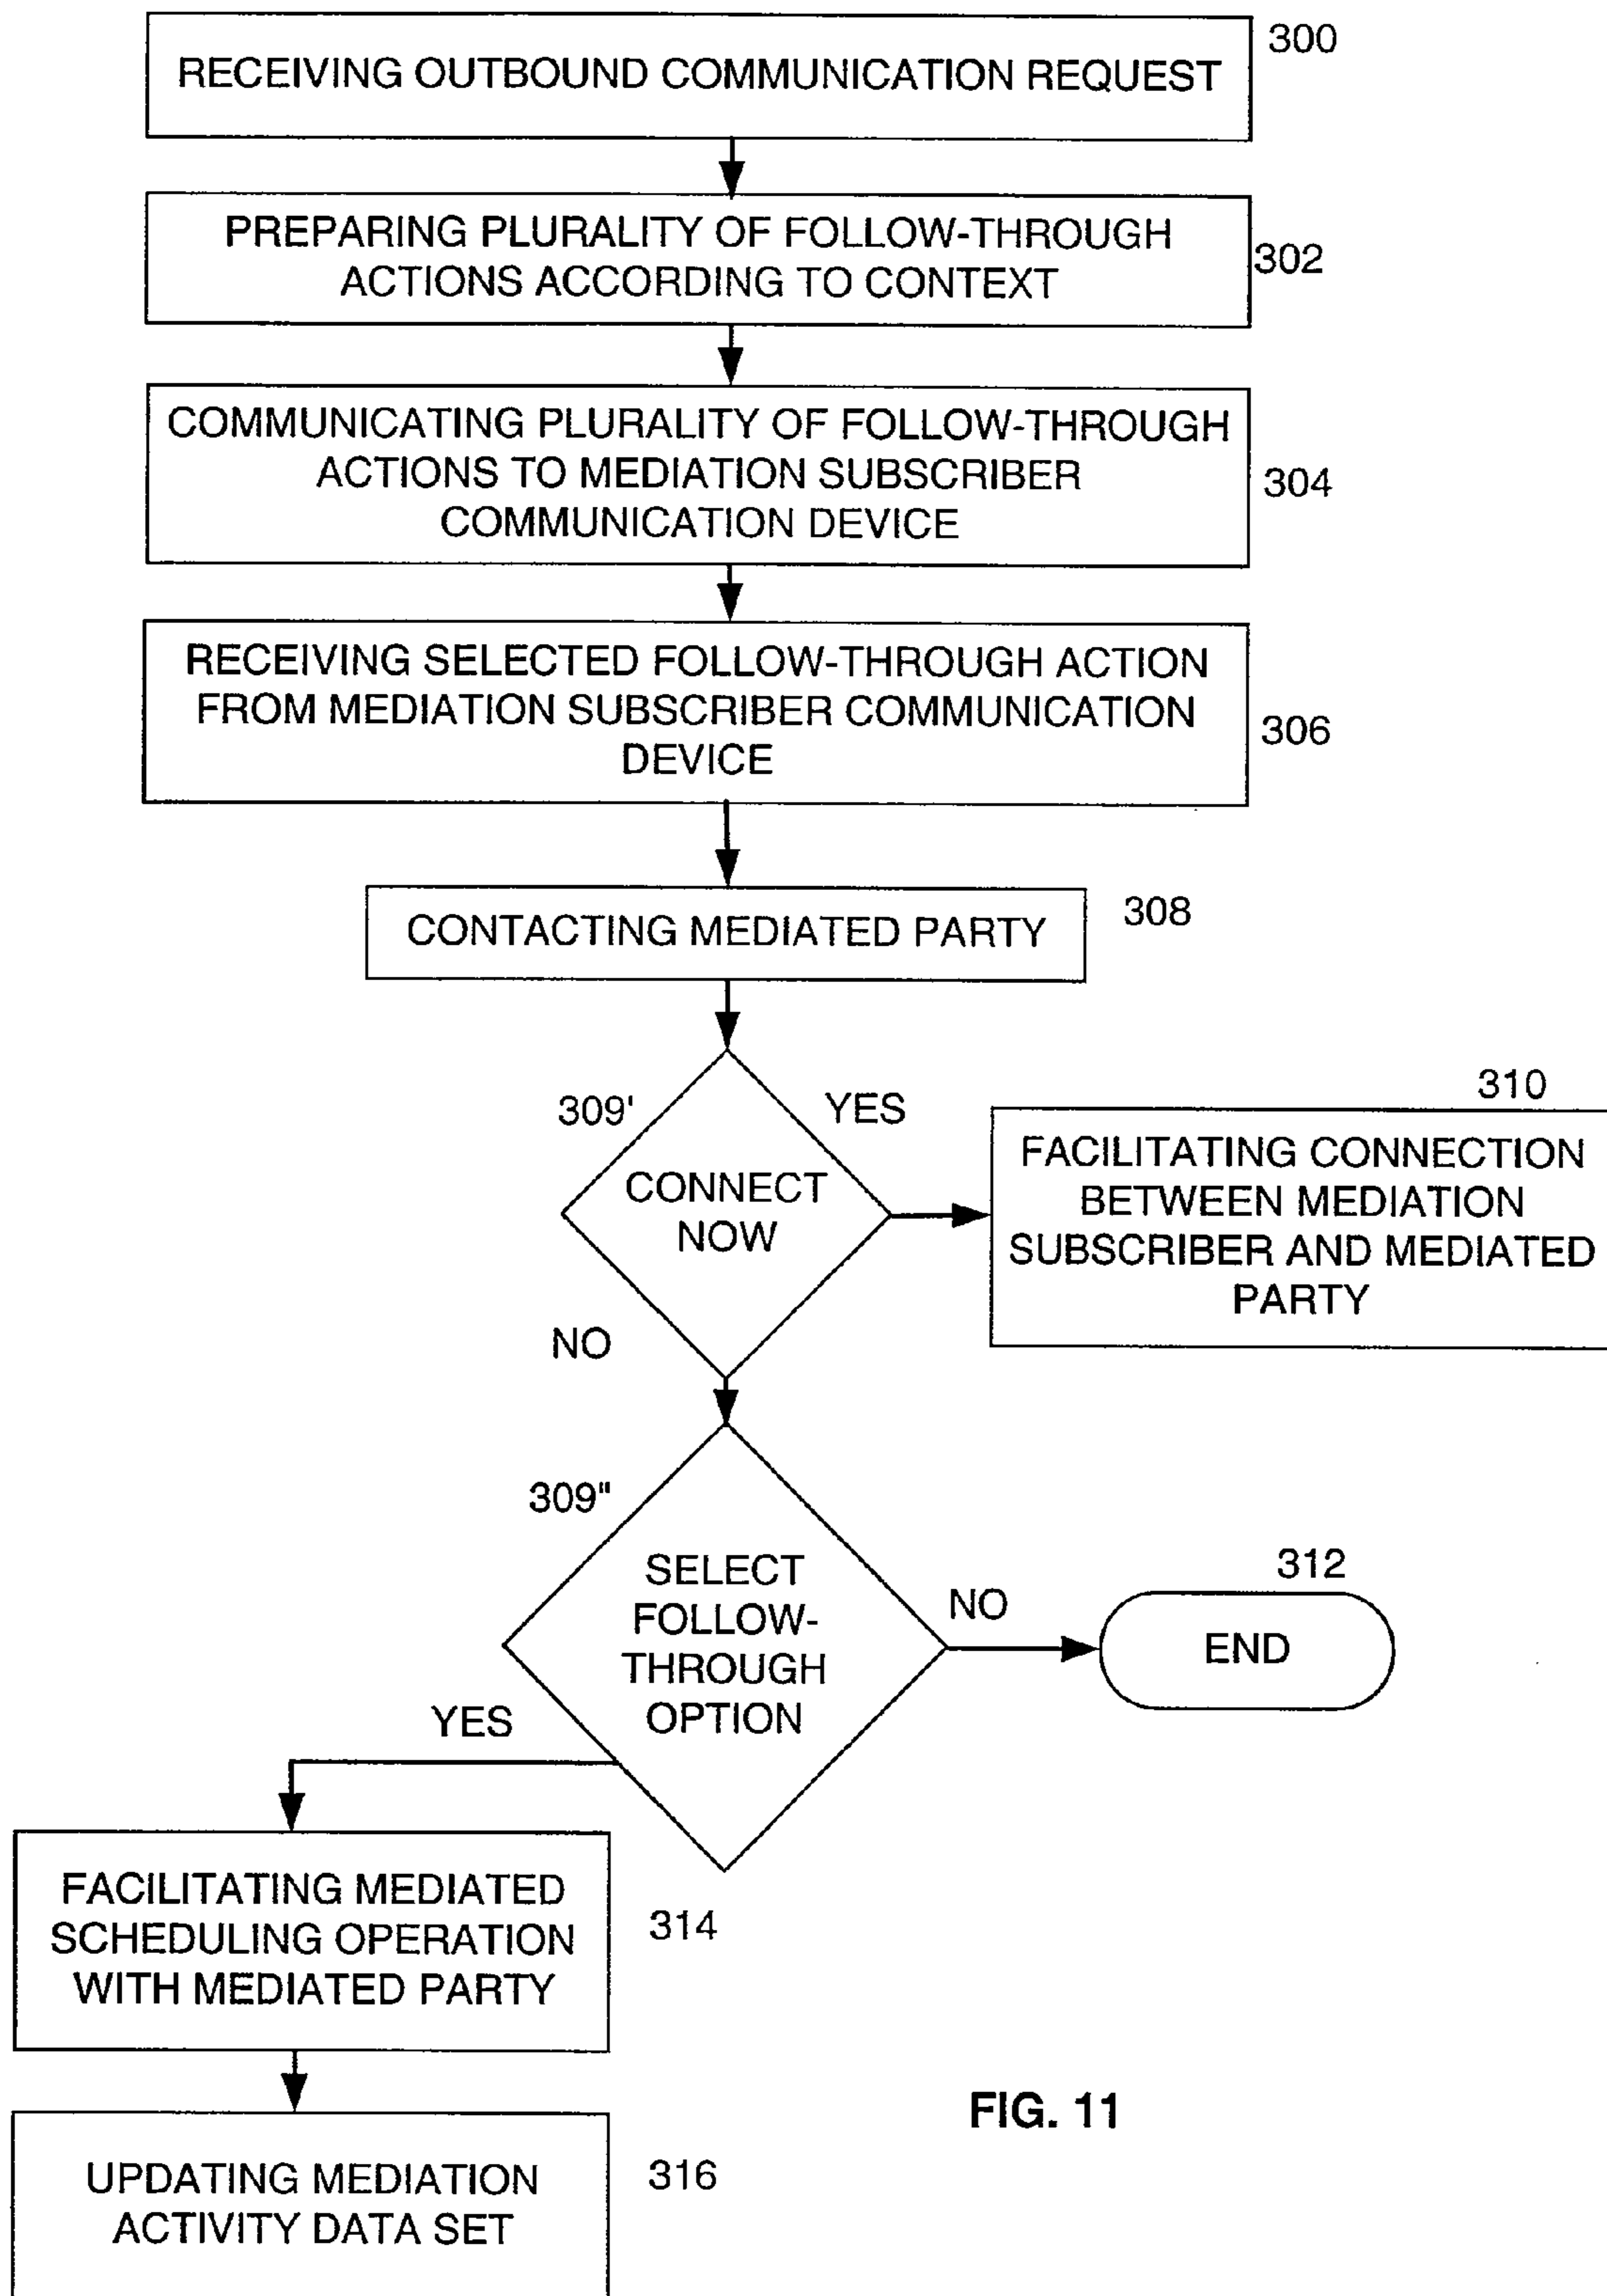 300
RECEIVING OUTBOUND COMMUNICATION REQUEST
PREPARING PLURALITY OF FOLLOW-THROUGH
ACTIONS ACCORDING TO CONTEXT
302
COMMUNICATING PLURALITY OF FOLLOW-THROUGH
ACTIONS TO MEDIATION SUBSCRIBER
COMMUNICATION DEVICE
304
RECEIVING SELECTED FOLLOW-THROUGH ACTION
FROM MEDIATION SUBSCRIBER COMMUNICATION
DEVICE
306
CONTACTING MEDIATED PARTY
308
309'
CONNECT
NOW
YES
310
FACILITATING CONNECTION
BETWEEN MEDIATION
SUBSCRIBER AND MEDIATED
PARTY
NO
309"
SELECT
FOLLOW-
THROUGH
OPTION
NO
312
END
YES
FACILITATING MEDIATED
SCHEDULING OPERATION
WITH MEDIATED PARTY
314
UPDATING MEDIATION
ACTIVITY DATA SET
316
FIG. 11